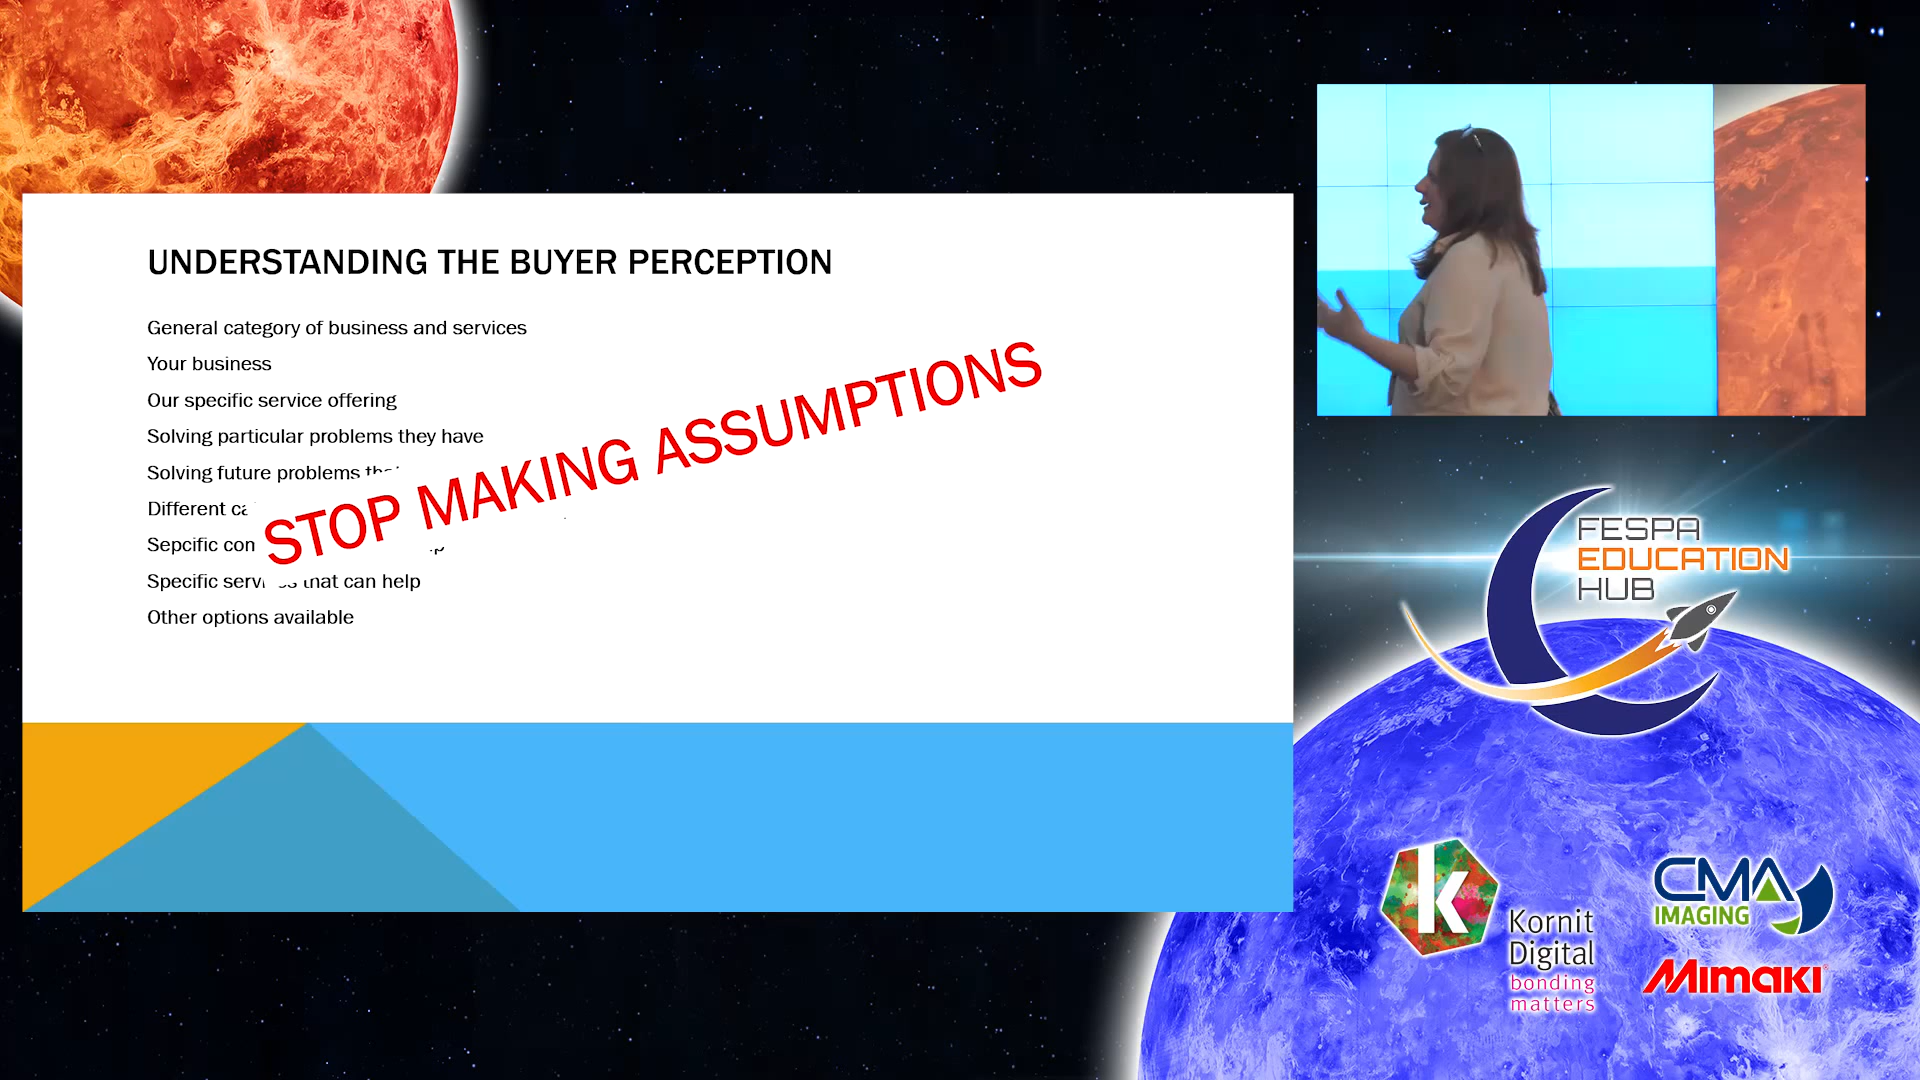 UNDERSTANDING THE BUYER PERCEPTION
General category of business and services
Your business
Our specific service offering
Solving particular problems they have
Solving future problems
Different
Sepcific
Specific that can help
Other options available
STOP MAKING ASSUMPTIONS
FESPA
EDUCATION
HUB
k
Kornit
Digital
bonding
matters
CMA
IMAGING
Mimaki